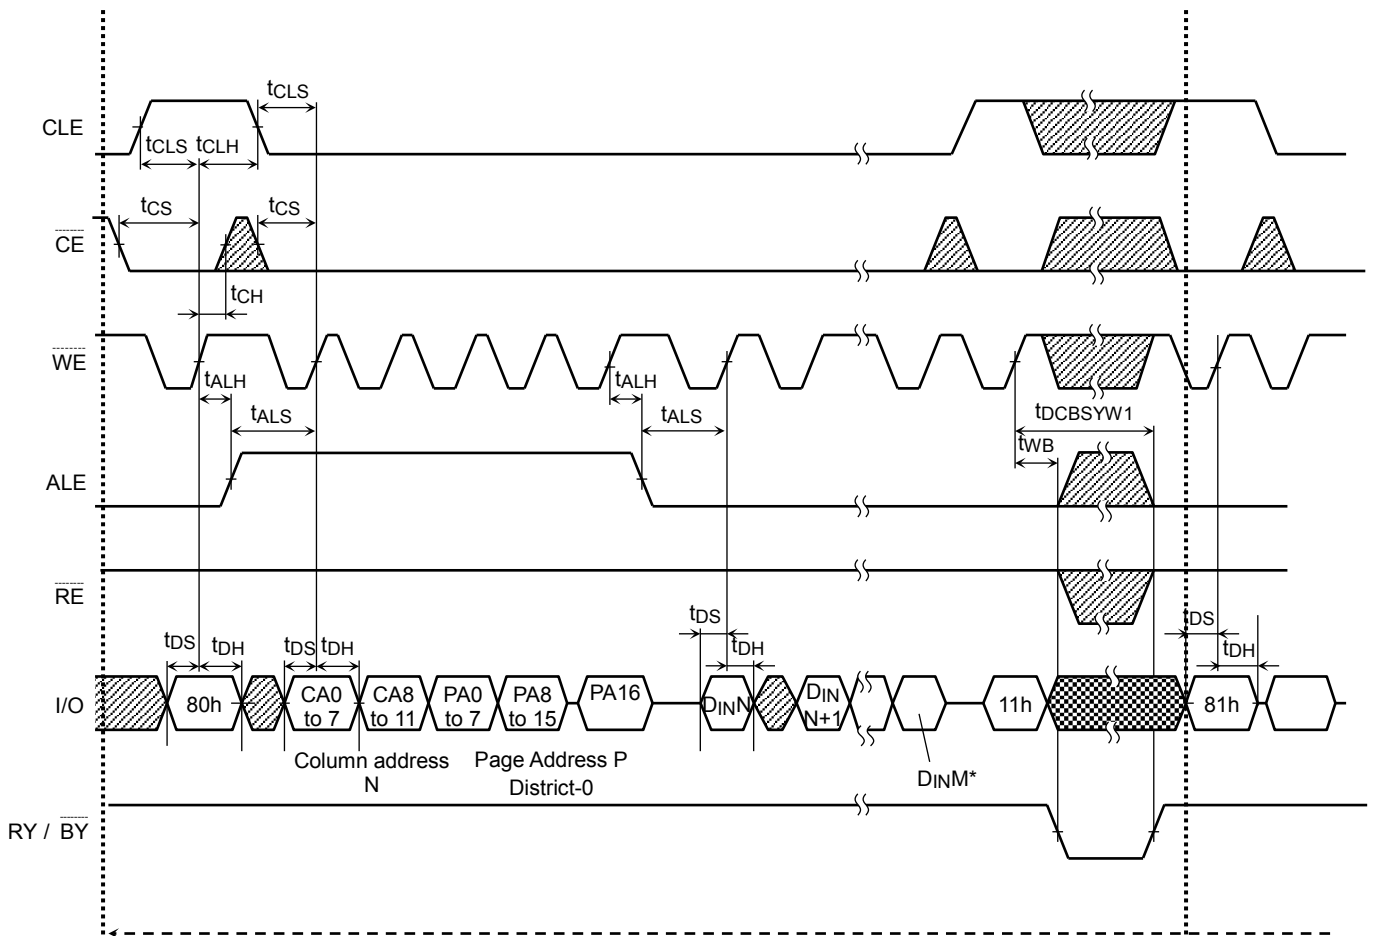 tCLS
CLE
tCLS tCLH
tCS tCS
CE
tCH
WE
tALH tALH
tALS tALS tDCBSYW1
tWB
ALE
RE
tDS tDS
tDS tDH tDS tDH tDH tDH
I/O 80h CA0 to 7 CA8 to 11 PA0 to 7 PA8 to 15 PA16 DINN DIN N+1 11h 81h
Column address N
Page Address P
District-0
DINM*
RY / BY